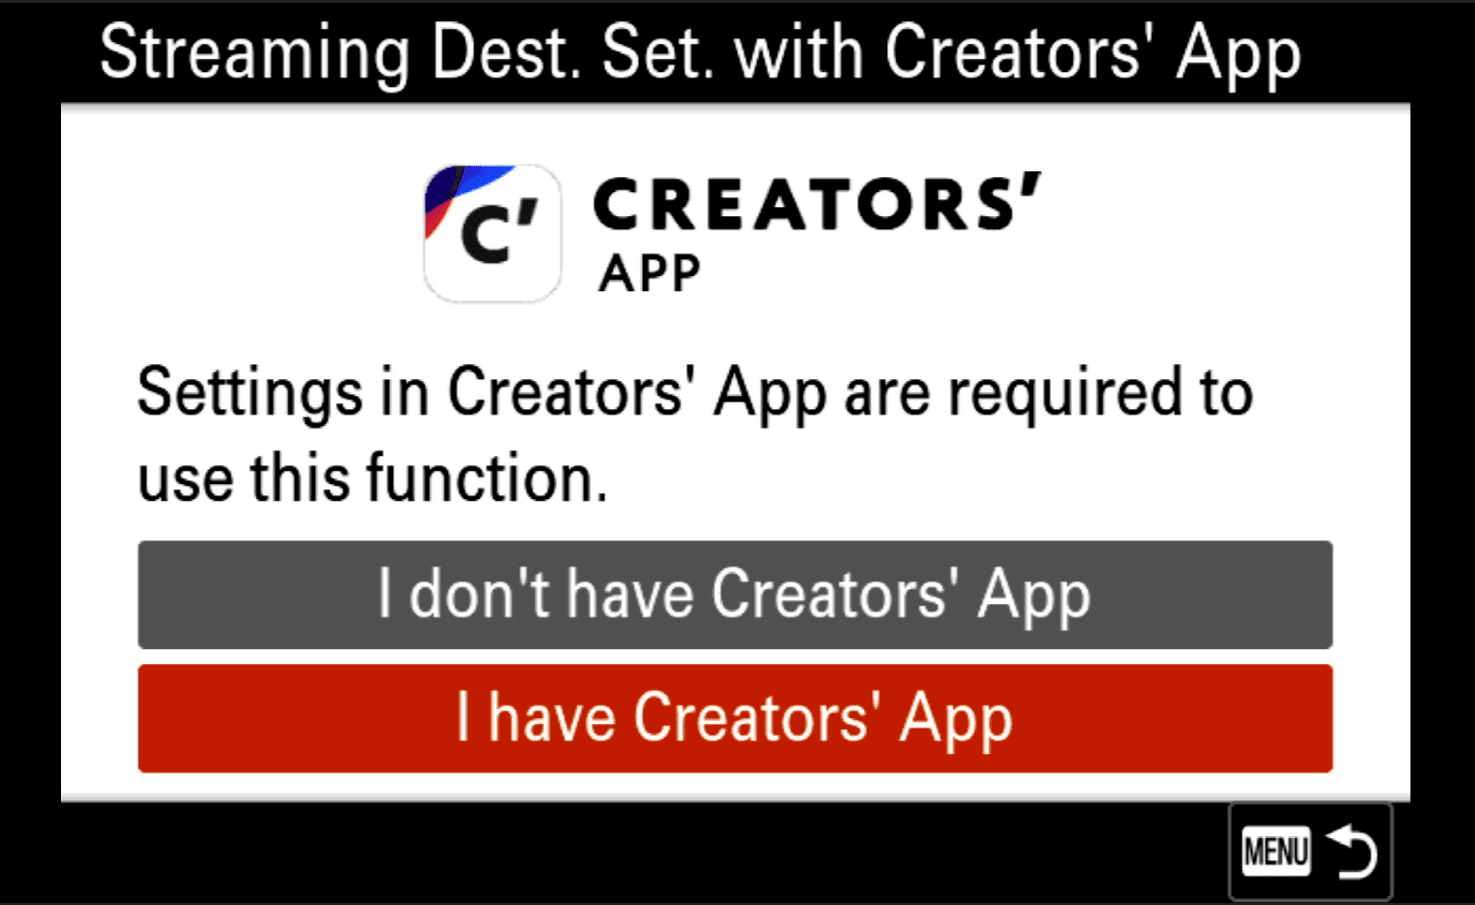 Streaming Dest. Set. with Creators' App
C'
CREATORS'
APP
Settings in Creators' App are required to
use this function.
I don't have Creators' App
I have Creators' App
MENU